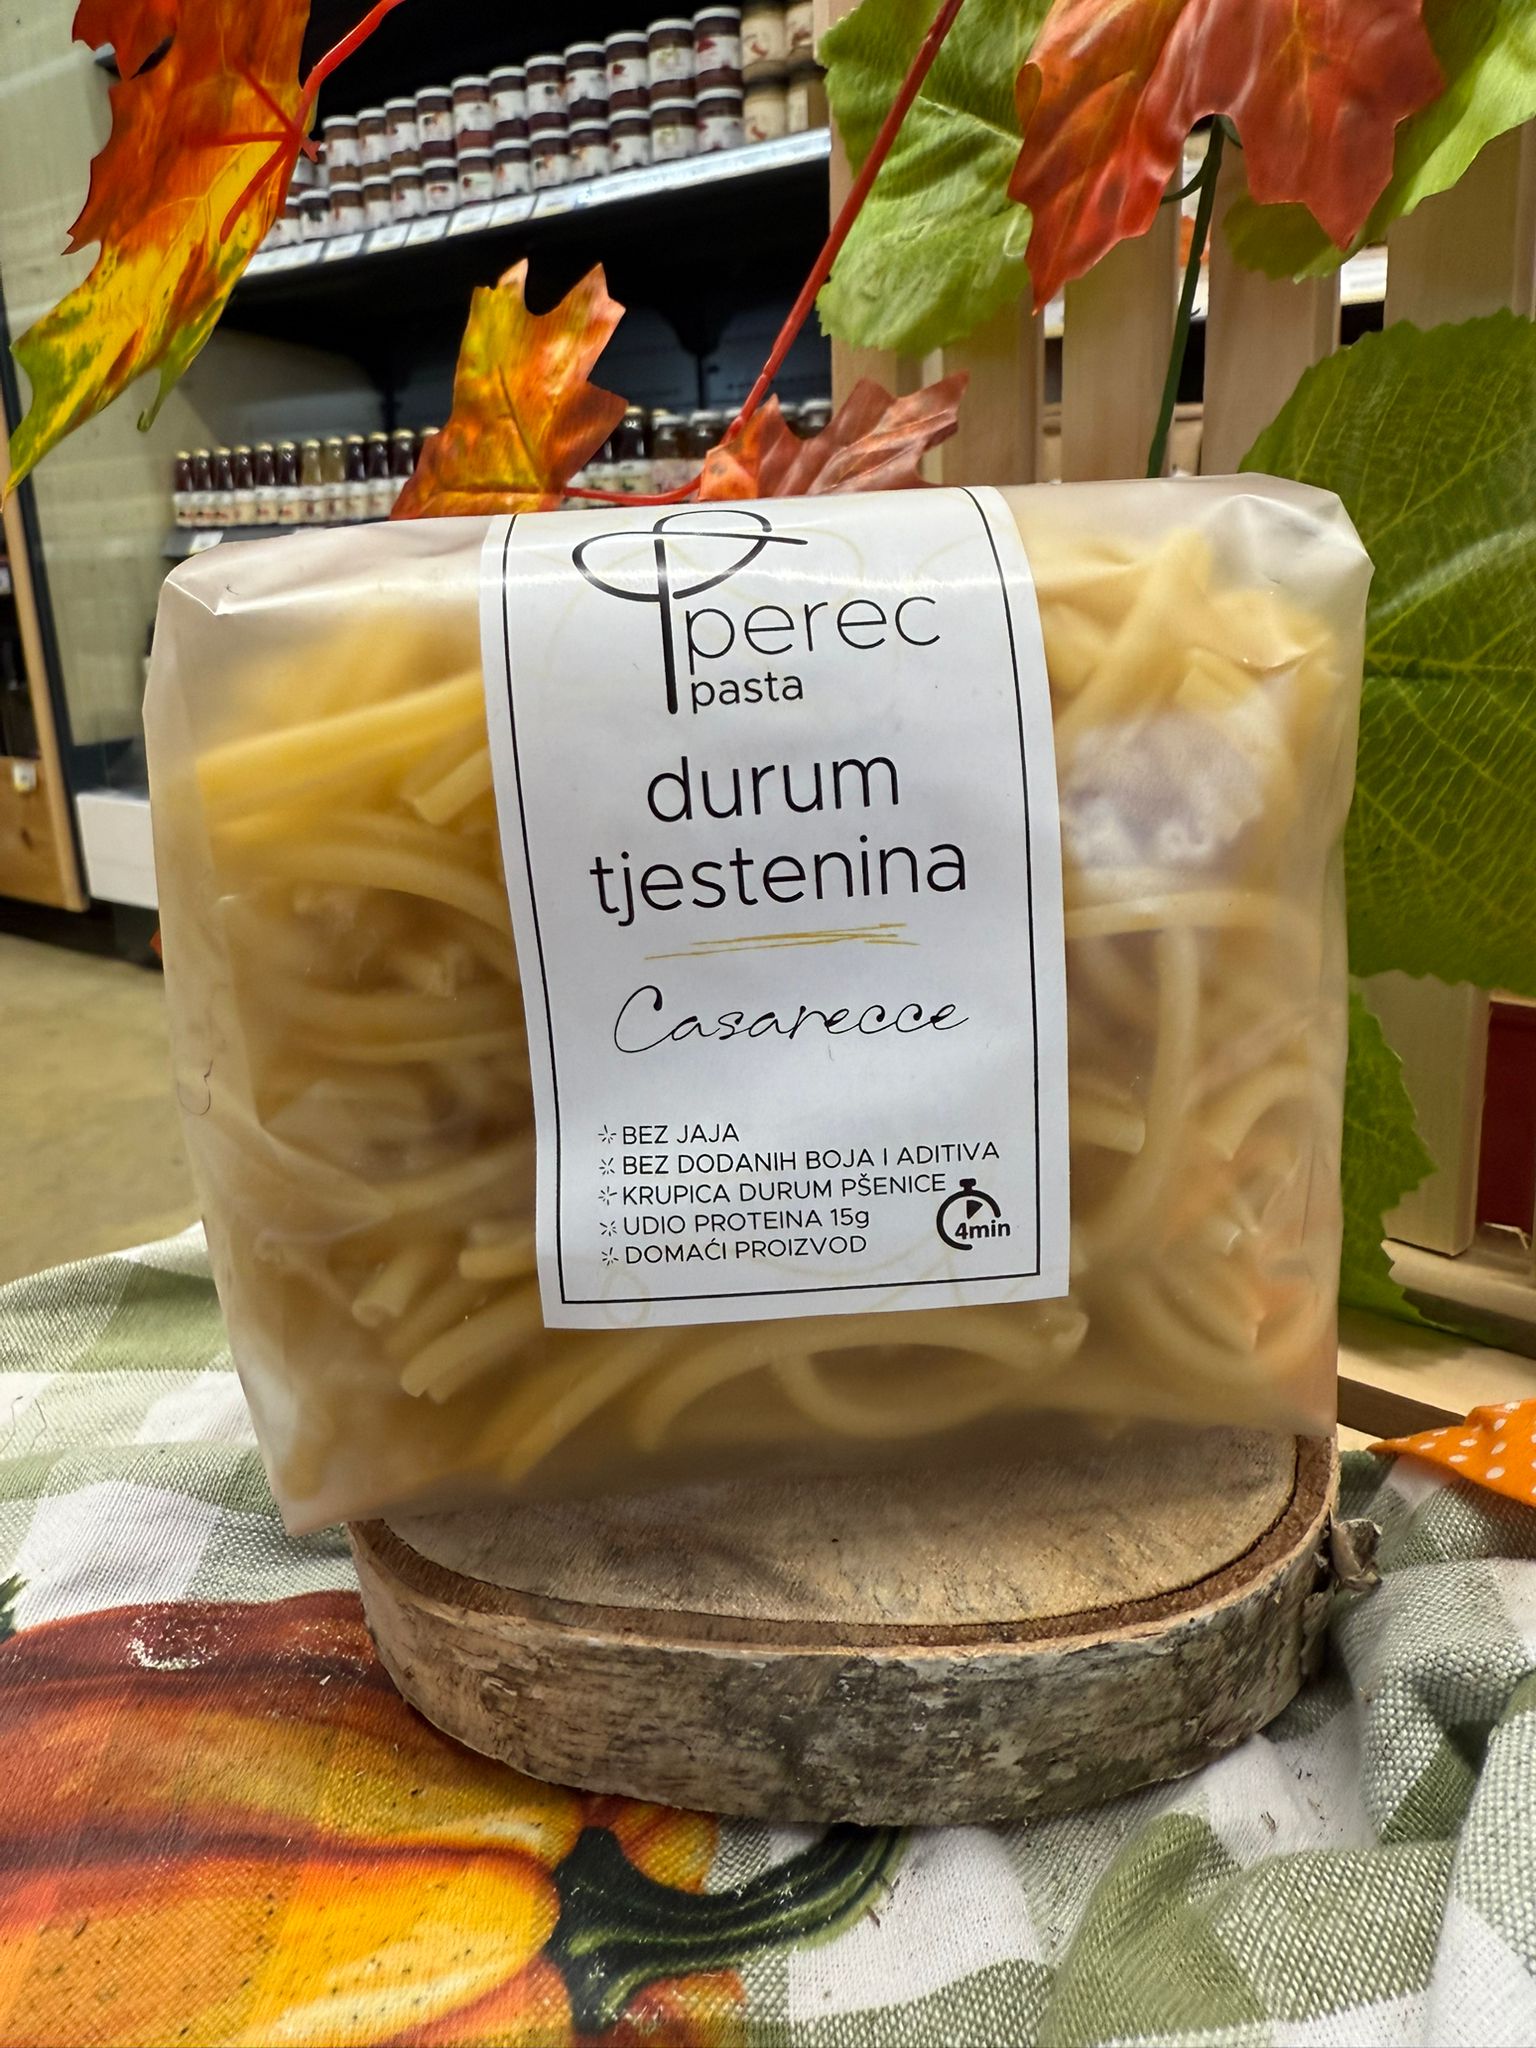 perec
pasta
durum
tjestenina
Casarecce
BEZ JAJA
BEZ DODANIH BOJA I ADITIVA
KRUPICA DURUM PŠENICE
UDIO PROTEINA 15g
DOMAĆI PROIZVOD
4min